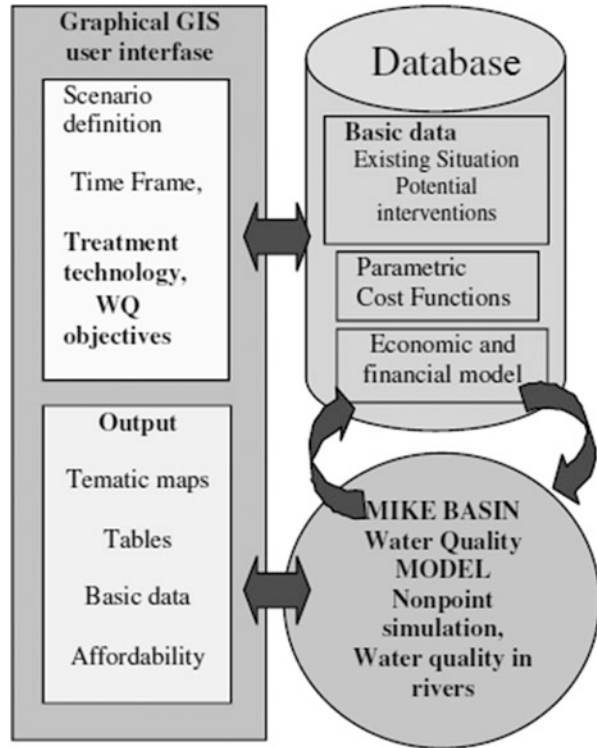 Graphical GIS
user interfase
Scenario
definition
Time Frame,
Treatment
technology,
WQ
objectives
Output
Tematic maps
Tables
Basic data
Affordability
Database
Basic data
Existing Situation
Potential
interventions
Parametric
Cost Functions
Economic and
financial model
MIKE BASIN
Water Quality
MODEL
Nonpoint
simulation,
Water quality in
rivers